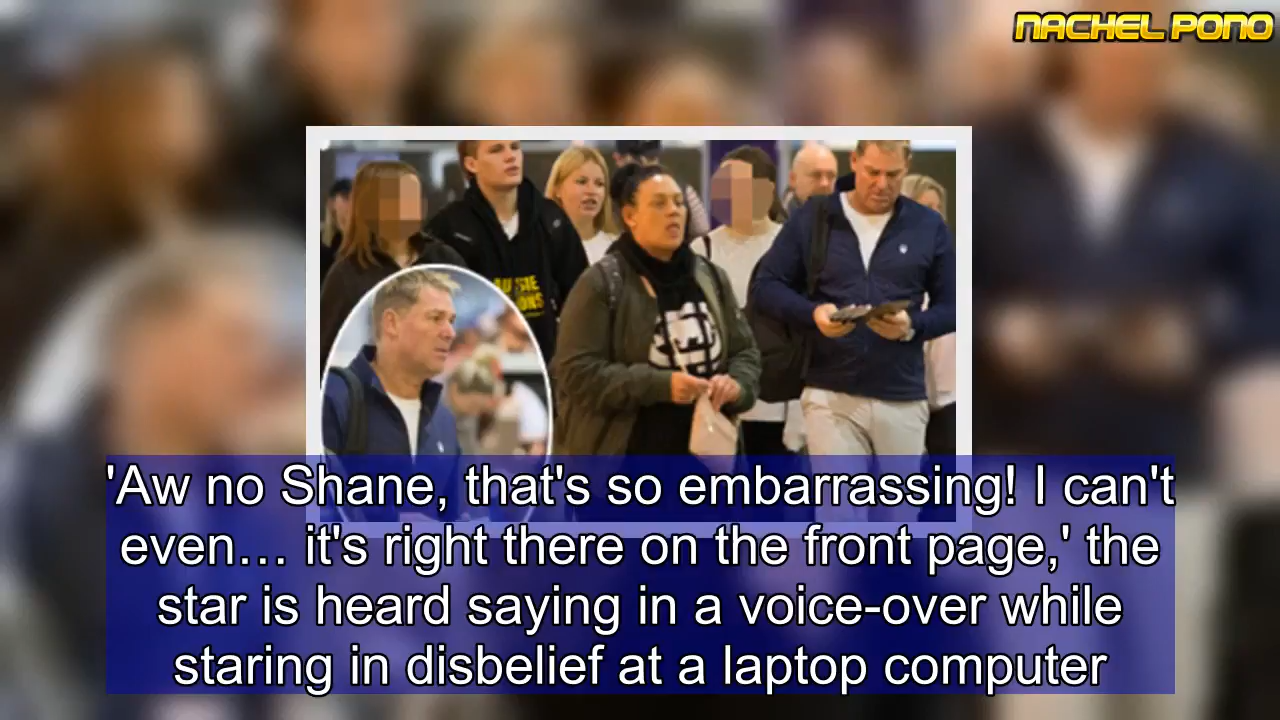 NACHEL PONO
AUSSIE
'Aw no Shane, that's so embarrassing! I can't
even… it's right there on the front page,' the
star is heard saying in a voice-over while
staring in disbelief at a laptop computer